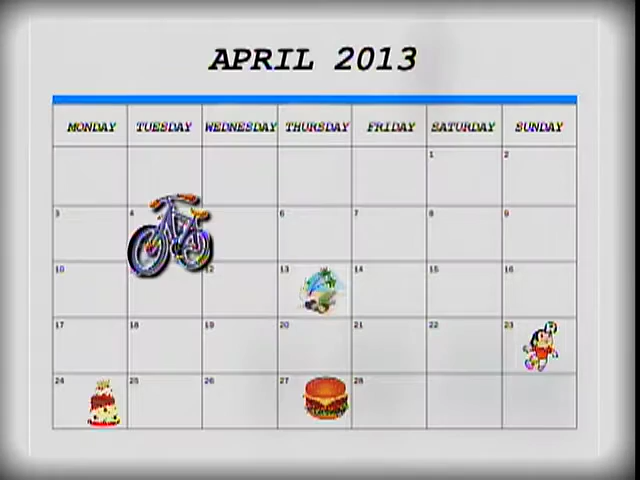 APRIL 2013
MONDAY TUESDAY WEDNESDAY THURSDAY FRIDAY SATURDAY SUNDAY
1 2
3 4 6 7 8 9
10 12 13 14 15 16
17 18 19 20 21 22 23
24 25 26 27 28